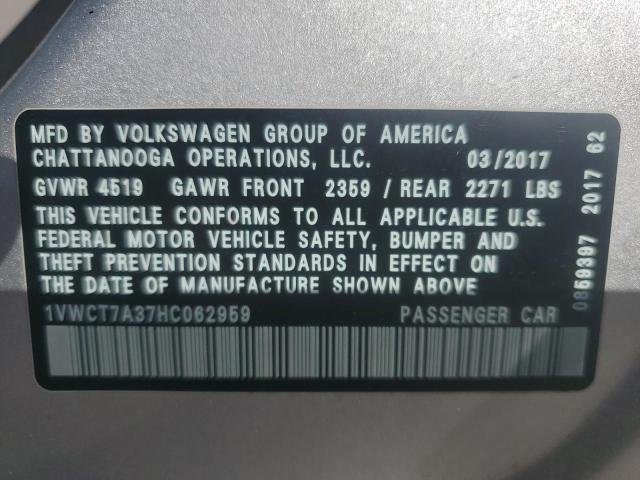 MFD BY VOLKSWAGEN GROUP OF AMERICA
CHATTANOOGA OPERATIONS, LLC. 03/2017
GVWR 4519 GAWR FRONT 2359 / REAR 2271 LBS
THIS VEHICLE CONFORMS TO ALL APPLICABLE U.S.
FEDERAL MOTOR VEHICLE SAFETY, BUMPER AND
THEFT PREVENTION STANDARDS IN EFFECT ON
THE DATE OF MANUFACTURE SHOWN ABOVE
1VWCT7A37HC062959 PASSENGER CAR
2017 62